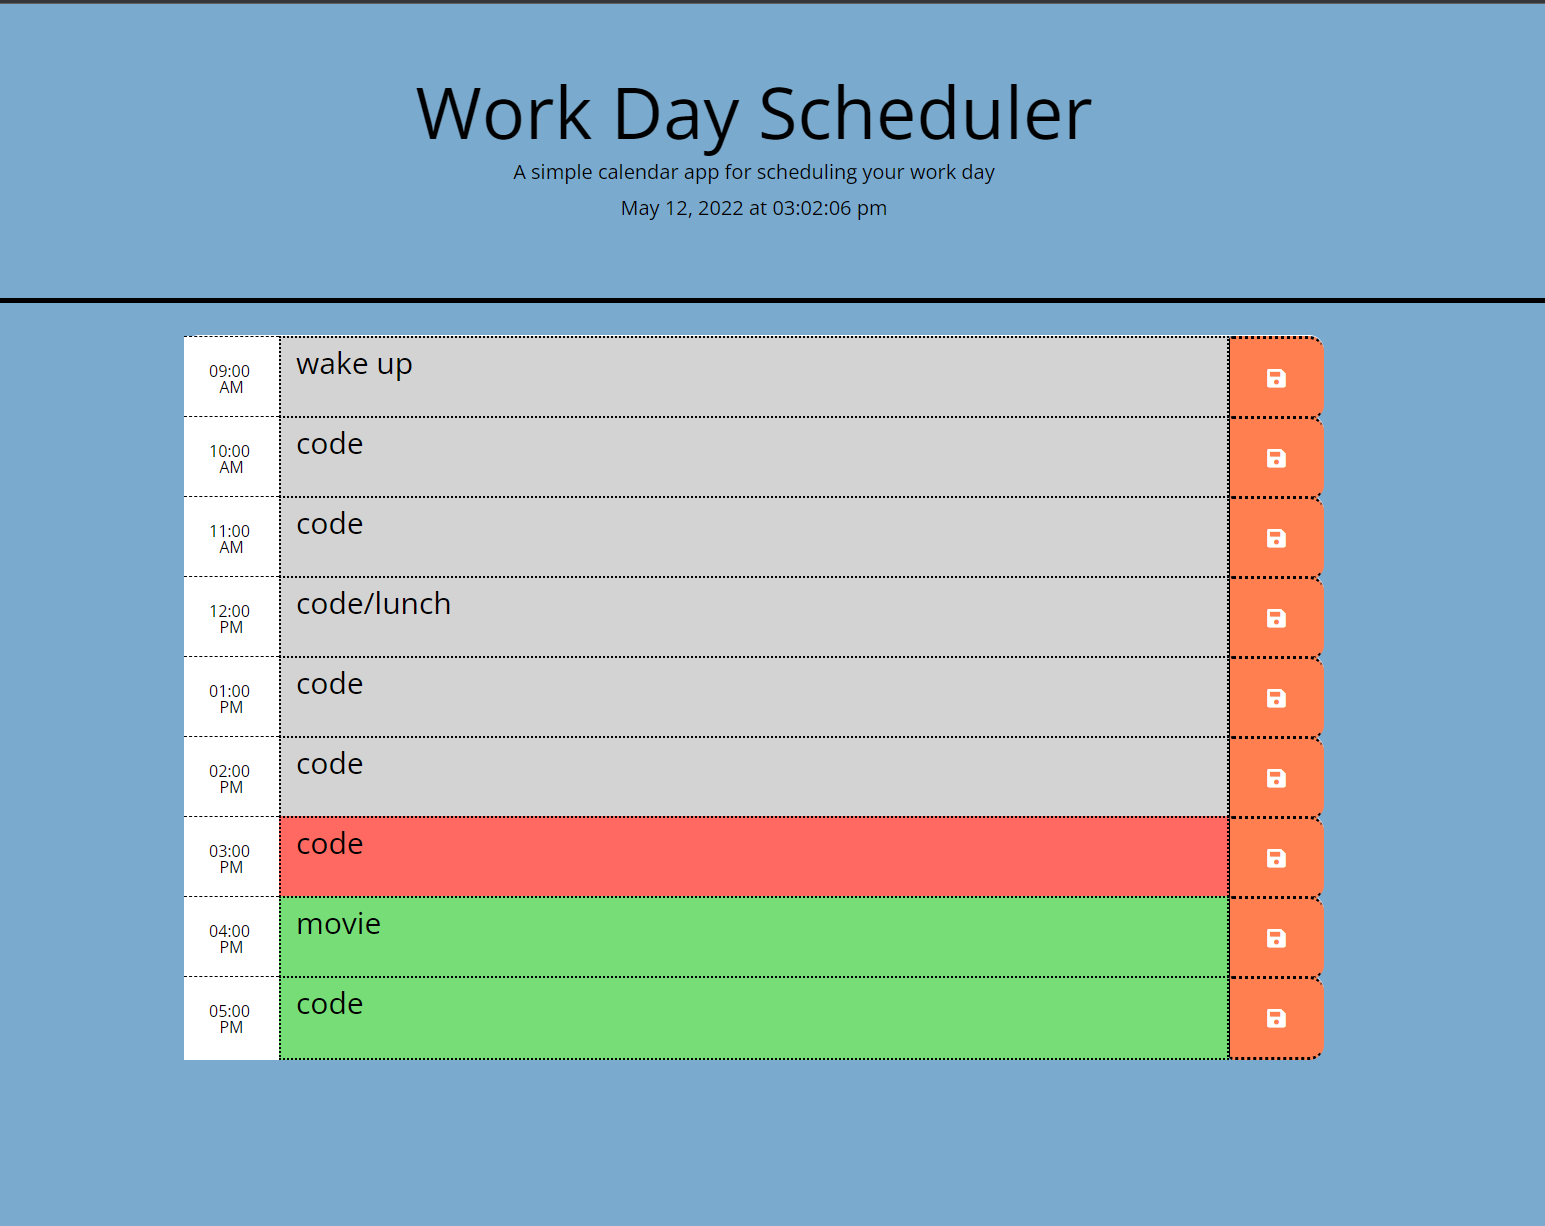 Work Day Scheduler
A simple calendar app for scheduling your work day
May 12, 2022 at 03:02:06 pm
09:00
AM
wake up
10:00
AM
code
11:00
AM
code
12:00
PM
code/lunch
01:00
PM
code
02:00
PM
code
03:00
PM
code
04:00
PM
movie
05:00
PM
code